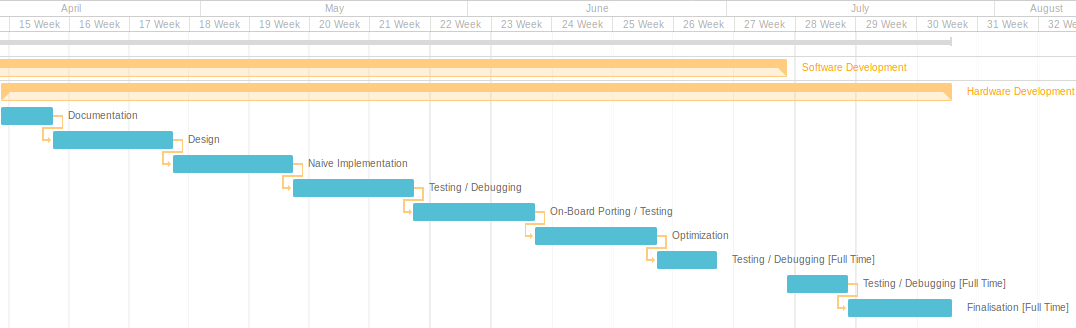 April May June July August
15 Week 16 Week 17 Week 18 Week 19 Week 20 Week 21 Week 22 Week 23 Week 24 Week 25 Week 26 Week 27 Week 28 Week 29 Week 30 Week 31 Week 32 We
Software Development
Hardware Development
Documentation
Design
Naive Implementation
Testing / Debugging
On-Board Porting / Testing
Optimization
Testing / Debugging [Full Time]
Testing / Debugging [Full Time]
Finalisation [Full Time]